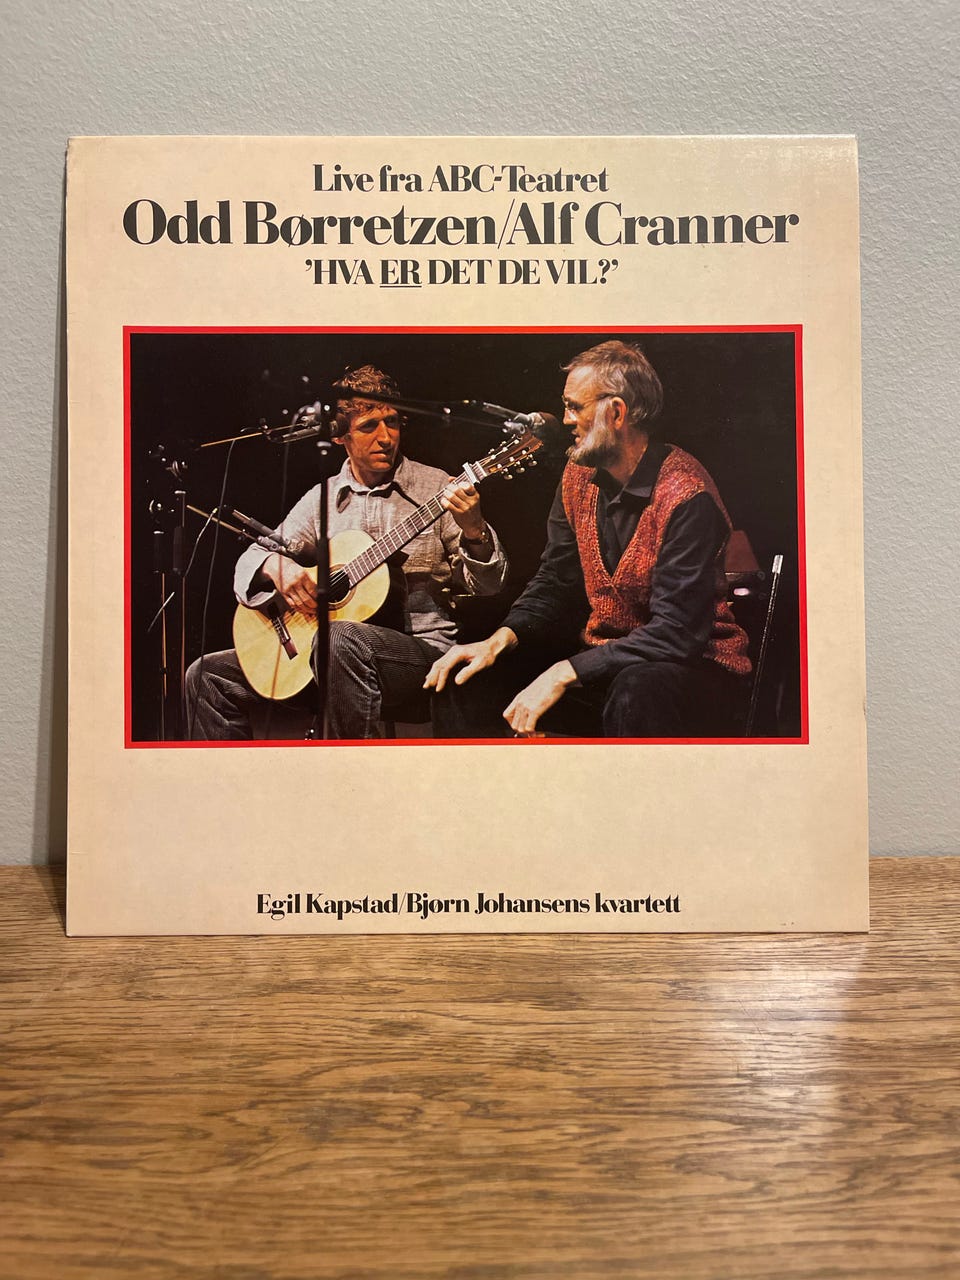 Live fra ABC-Teatret
Odd Børretzen/Alf Cranner
'HVA ER DET DE VIL?'
Egil Kapstad/Bjørn Johansens kvartett